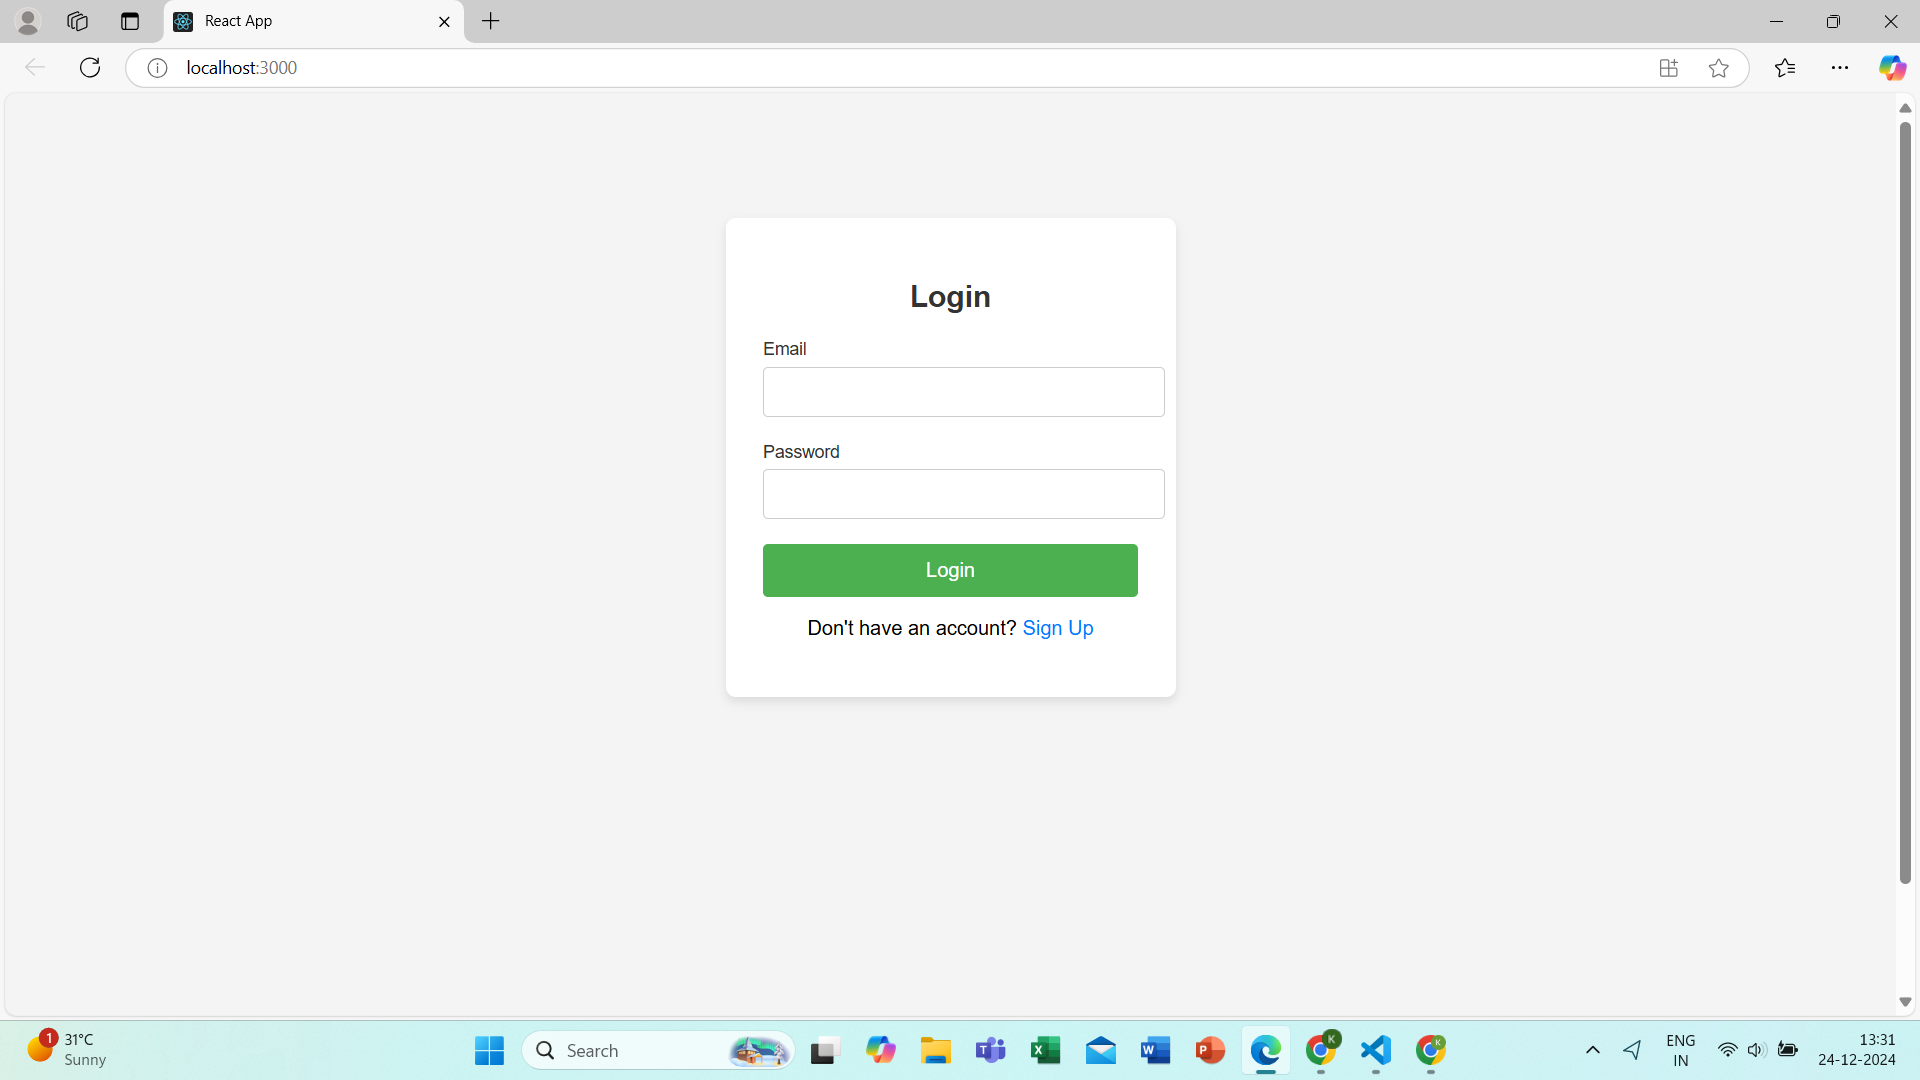 React App
localhost:3000
Login
Email
Password
Login
Don't have an account? Sign Up
1
31°C
Sunny
Search
K
K
ENG
IN
13:31
24-12-2024